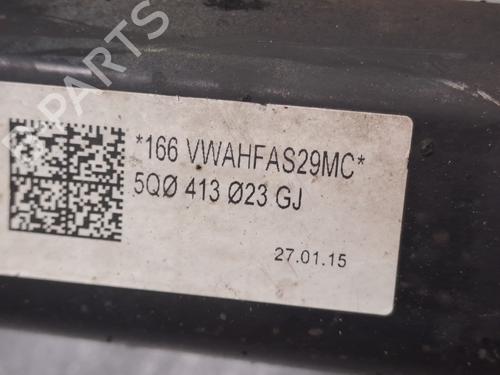 *166 VWAHFAS29MC*
5QØ 413 Ø23 GJ
27.01.15
B-PARTS